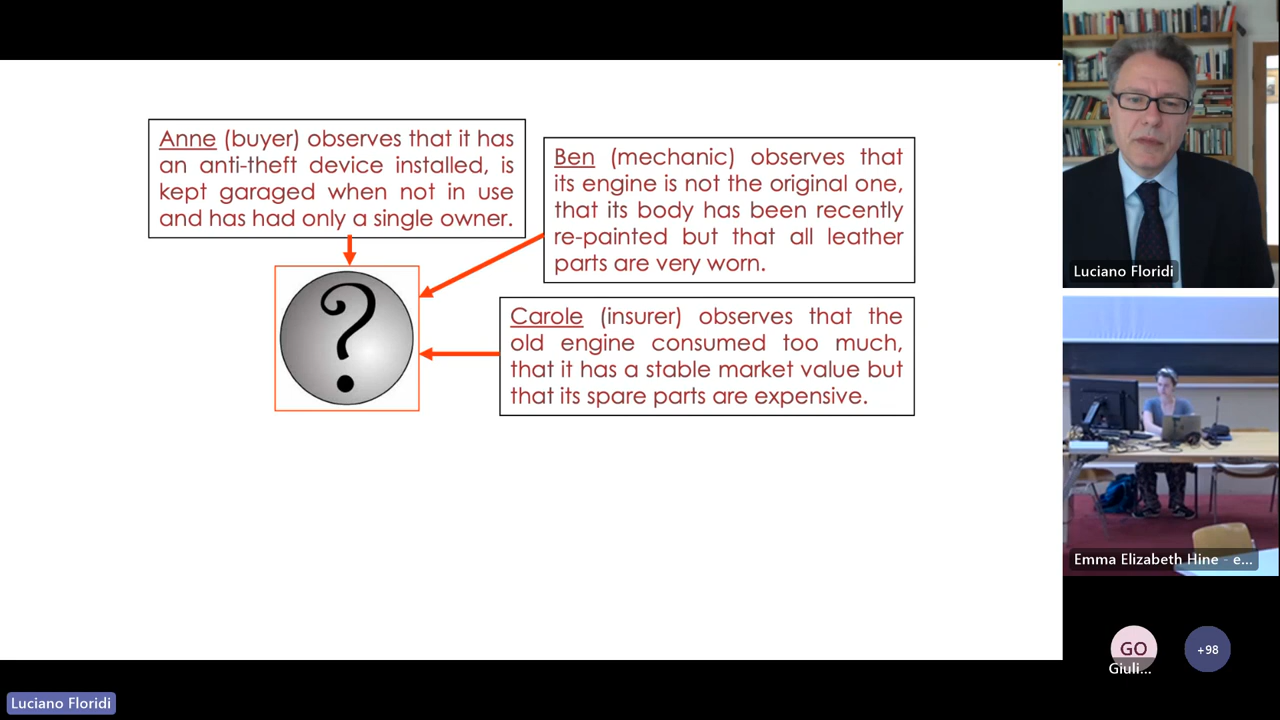 Anne (buyer) observes that it has
an anti-theft device installed, is
kept garaged when not in use
and has had only a single owner.
Ben (mechanic) observes that
its engine is not the original one,
that its body has been recently
re-painted but that all leather
parts are very worn.
?
Carole (insurer) observes that the
old engine consumed too much,
that it has a stable market value but
that its spare parts are expensive.
Luciano Floridi
Emma Elizabeth Hine - e...
GO
Giuli...
+98
Luciano Floridi